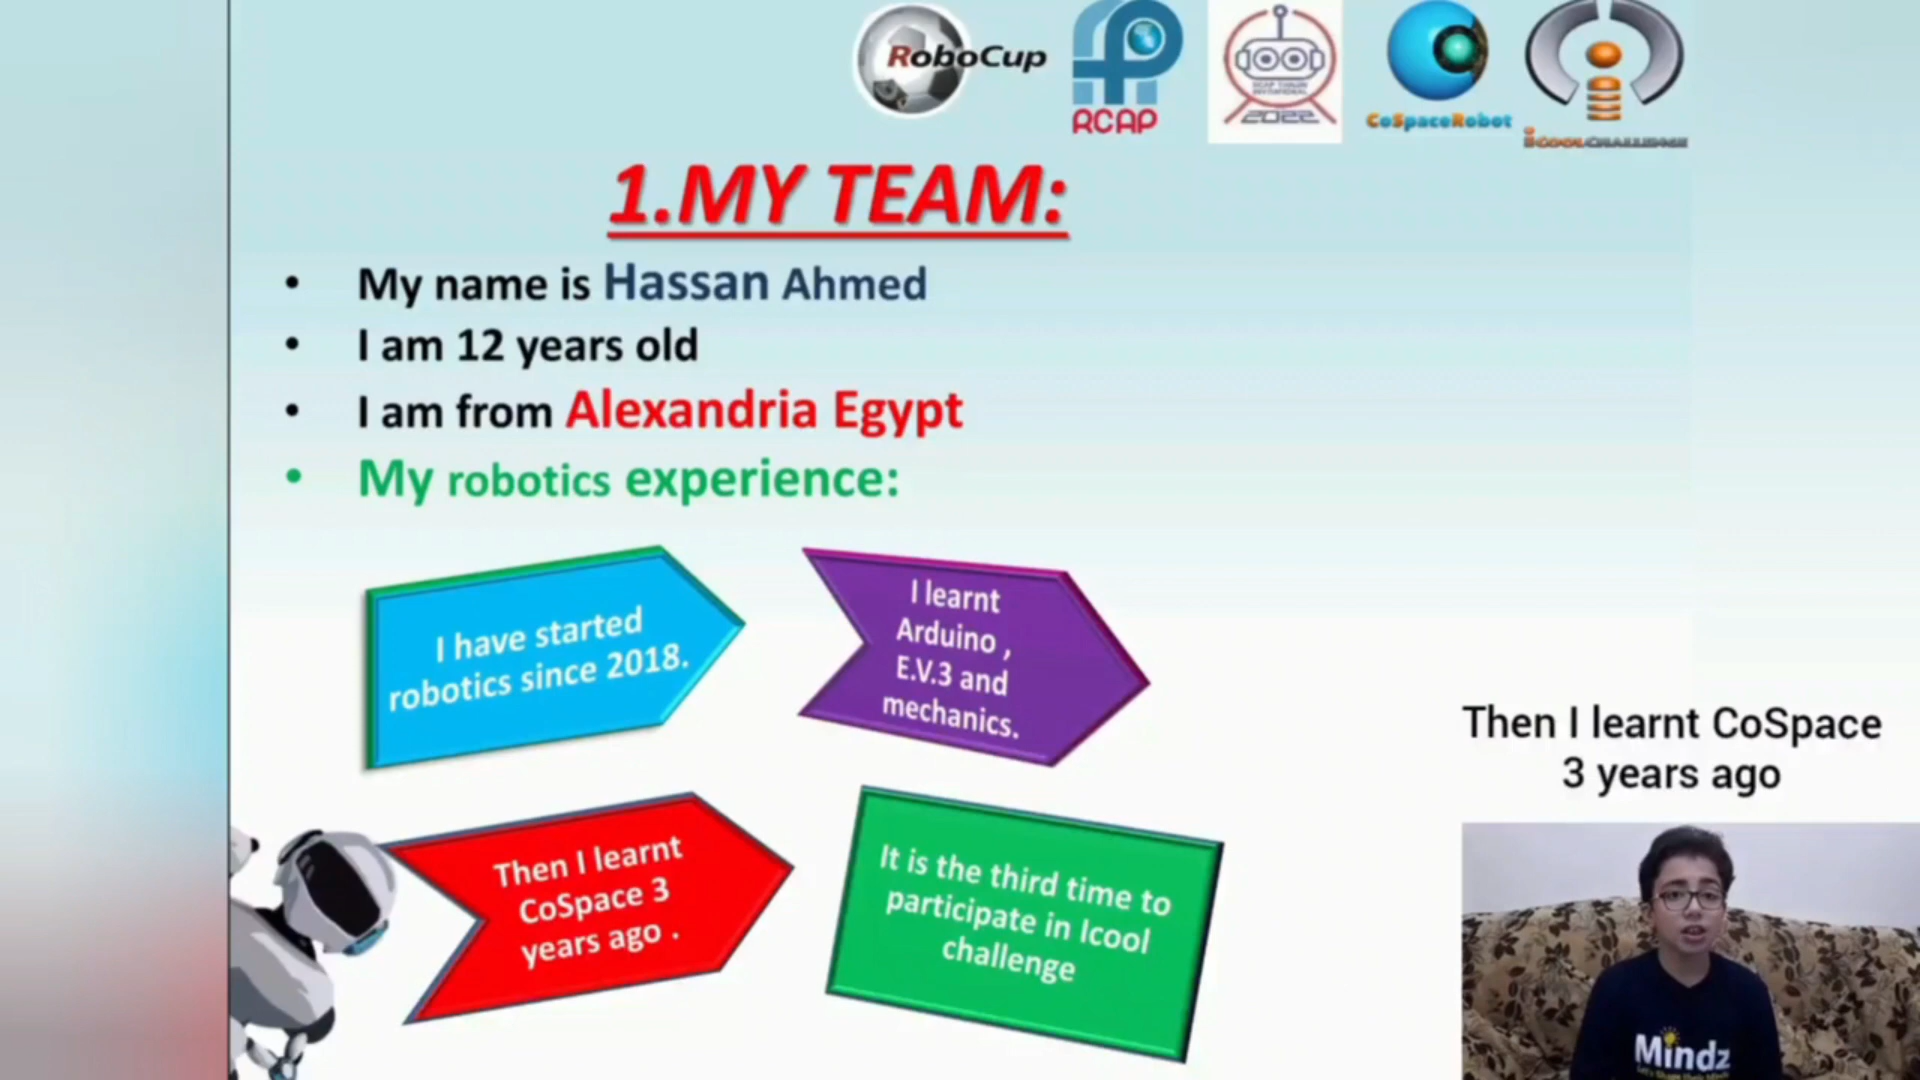 RoboCup
RCAP
2022
CoSpaceRobot
iCOOLCHALLENGE
1.MY TEAM:
• My name is Hassan Ahmed
• I am 12 years old
• I am from Alexandria Egypt
• My robotics experience:
I have started
robotics since 2018.
I learnt
Arduino ,
E.V.3 and
mechanics.
Then I learnt
CoSpace 3
years ago .
It is the third time to
participate in Icool
challenge
Then I learnt CoSpace
3 years ago
Mindz